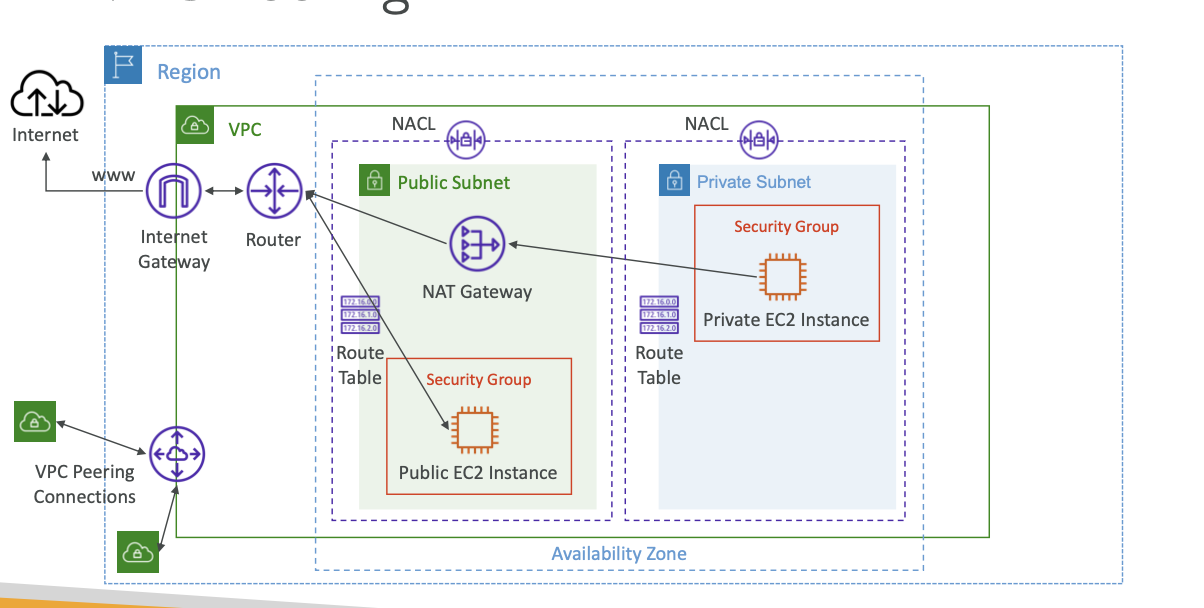 Region
Internet
VPC
NACL
NACL
www
Public Subnet
Private Subnet
Security Group
Internet
Gateway
Router
NAT Gateway
172.16.0.0
172.16.1.0
172.16.2.0
172.16.0.0
172.16.1.0
172.16.2.0
Private EC2 Instance
Route
Table
Route
Table
Security Group
Public EC2 Instance
VPC Peering
Connections
Availability Zone